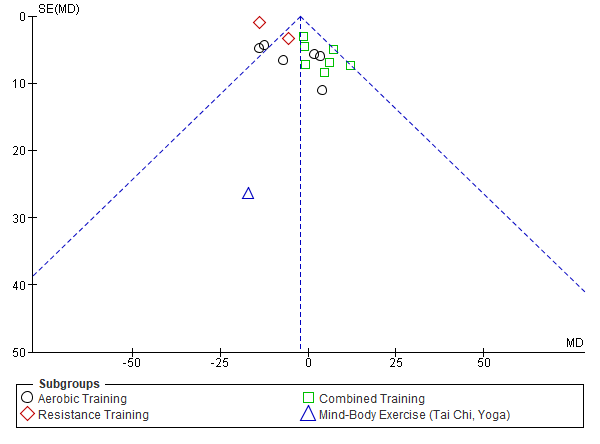 SE(MD)
0
10
20
30
40
50
MD
-50
-25
0
25
50
Subgroups
Aerobic Training
Combined Training
Resistance Training
Mind-Body Exercise (Tai Chi, Yoga)